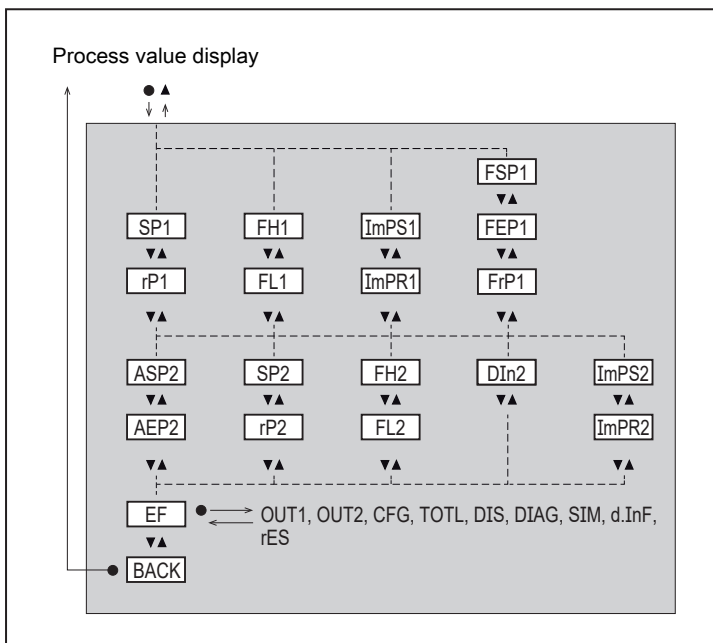 Process value display
FSP1
SP1 FH1 ImPS1 FEP1
rP1 FL1 ImPR1 FrP1
ASP2 SP2 FH2 DIn2 ImPS2
AEP2 rP2 FL2 ImPR2
EF OUT1, OUT2, CFG, TOTL, DIS, DIAG, SIM, d.InF,
rES
BACK